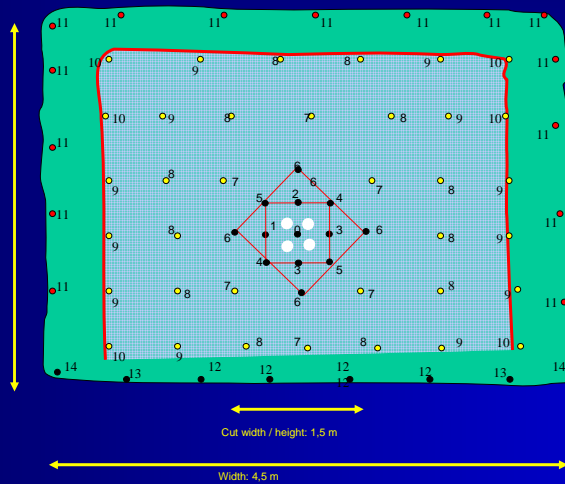 11 11 11 11 11 11 11
10 9 8 8 9 10 11
11
10 9 8 7 8 9 10 11
11
6
9 8 7 6 7 8 9
5 2 4
11 11
9 8 6 1 0 3 6 8 9
4 3 5
11 9 8 7 6 7 8 9 11
10 9 8 7 8 9 10
14 13 12 12 12 12 13 14
Cut width / height: 1,5 m
Width: 4,5 m